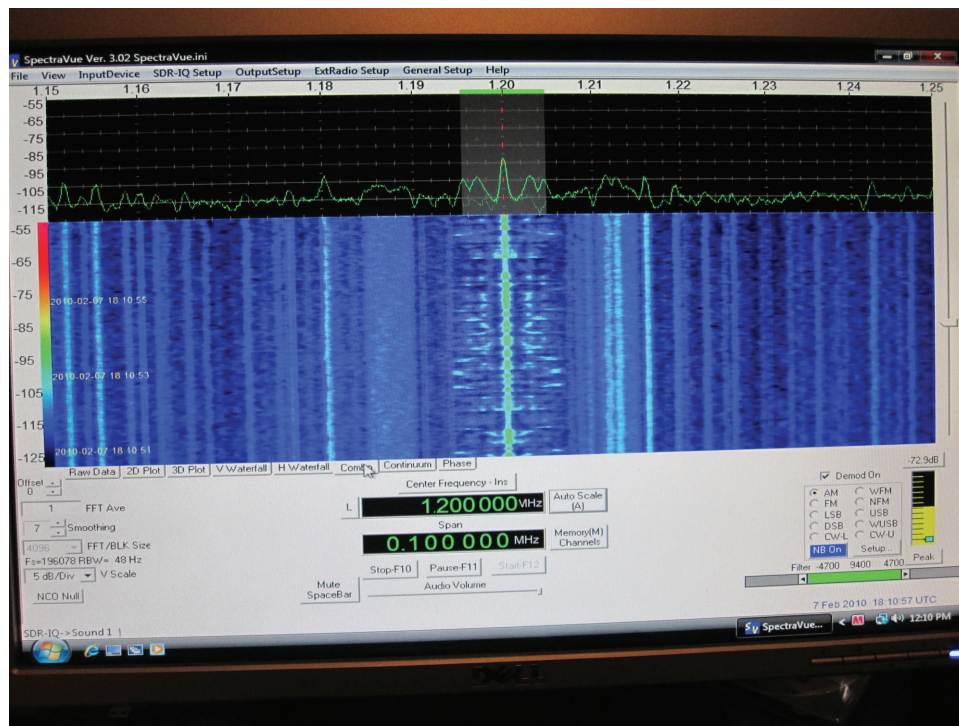 SpectraVue Ver. 3.02 SpectraVue.ini
File View InputDevice SDR-IQ Setup OutputSetup ExtRadio Setup General Setup Help
1.15 1.16 1.17 1.18 1.19 1.20 1.21 1.22 1.23 1.24 1.25
-55
-65
-75
-85
-95
-105
-115
-55
-65
-75
2010-02-07 18 10:55
-85
-95
2010-02-07 18 10:53
-105
-115
2010-02-07 18 10:51
-125
Raw Data 2D Plot 3D Plot V Waterfall H Waterfall Continuum Phase
-72.9dB
Offset
0
Center Frequency - Ins
Demod On
1 FFT Ave
L 1.200 000 MHz
Auto Scale
(A)
AM WFM
FM NFM
LSB USB
DSB WUSB
CW-L CW-U
7 Smoothing
Span
0.100 000 MHz
Memory(M)
Channels
4096 FFT/BLK Size
Fs=196078 RBW= 48 Hz
NB On Setup...
Peak
5 dB/Div V Scale
Stop-F10 Pause-F11 Start-F12
Filter -4700 9400 4700
NCO Null
Mute
SpaceBar
Audio Volume
7 Feb 2010 18:10:57 UTC
SDR-IQ->Sound 1
SpectraVue...
12:10 PM
DELL